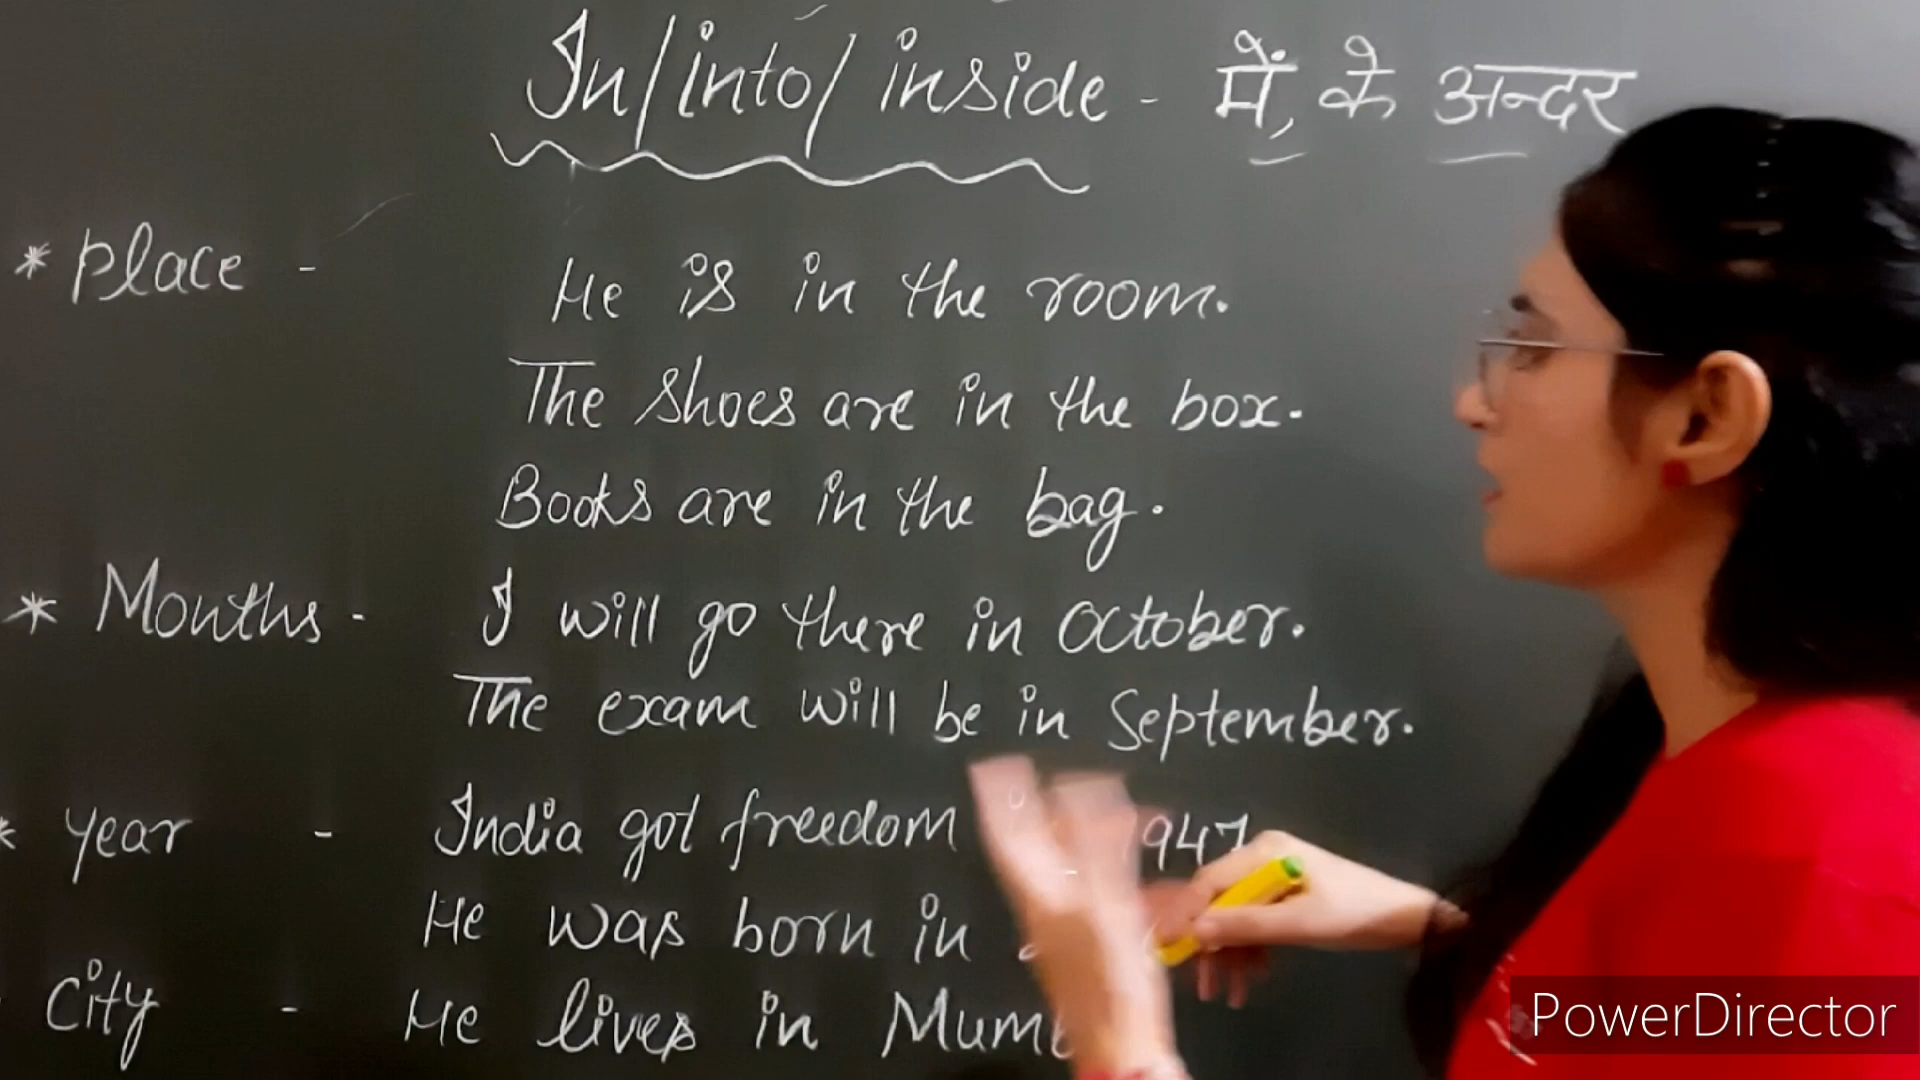 In/into/inside - में, के अन्दर
* place - He is in the room.
The shoes are in the box.
Books are in the bag.
* Months - I will go there in October.
The exam will be in September.
* year - India got freedom 947
He was born in
City - He lives in
PowerDirector